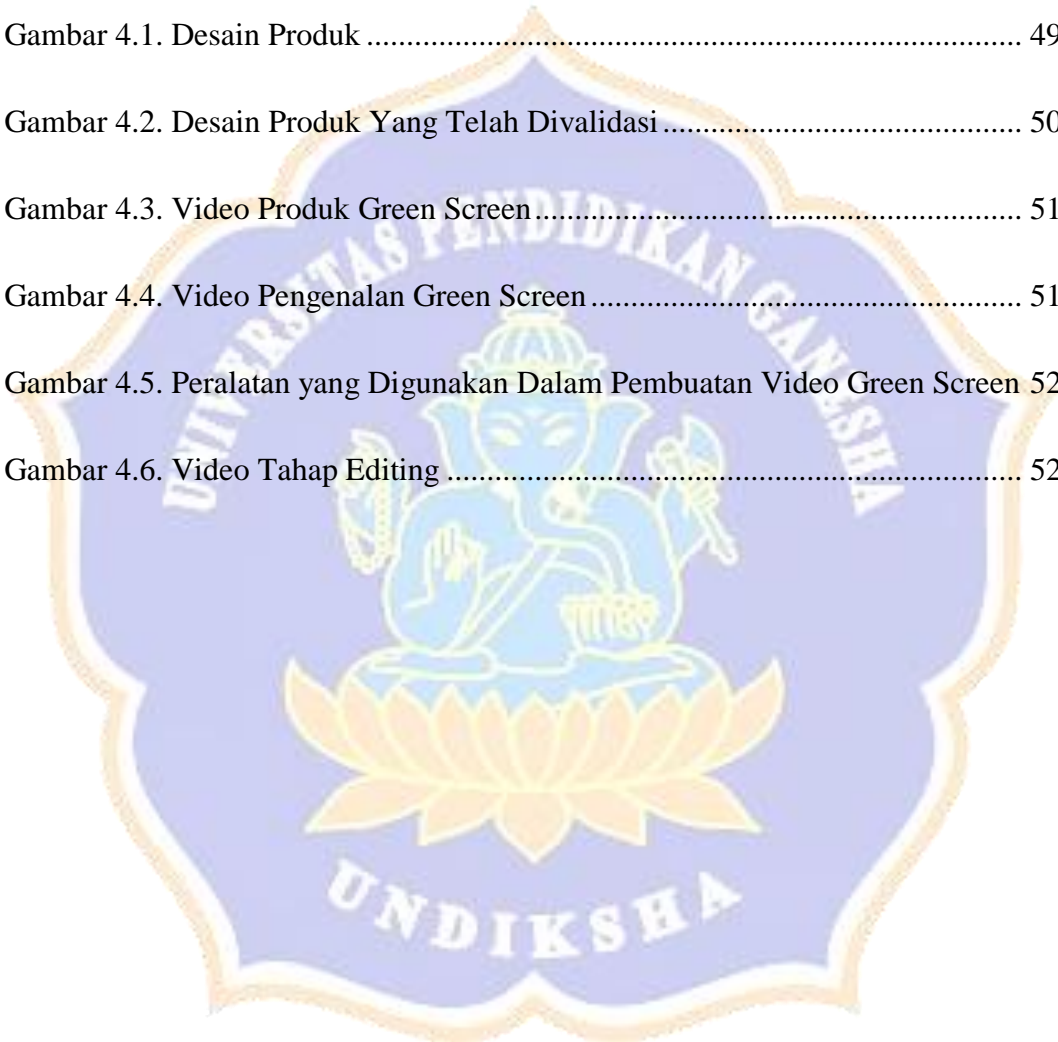 Gambar 4.1. Desain Produk ........................................................................ 49
Gambar 4.2. Desain Produk Yang Telah Divalidasi ....................................... 50
Gambar 4.3. Video Produk Green Screen ..................................................... 51
Gambar 4.4. Video Pengenalan Green Screen ............................................... 51
Gambar 4.5. Peralatan yang Digunakan Dalam Pembuatan Video Green Screen 52
Gambar 4.6. Video Tahap Editing ............................................................... 52
UNIVERSITAS PENDIDIKAN GANESHA
UNDIKSHA